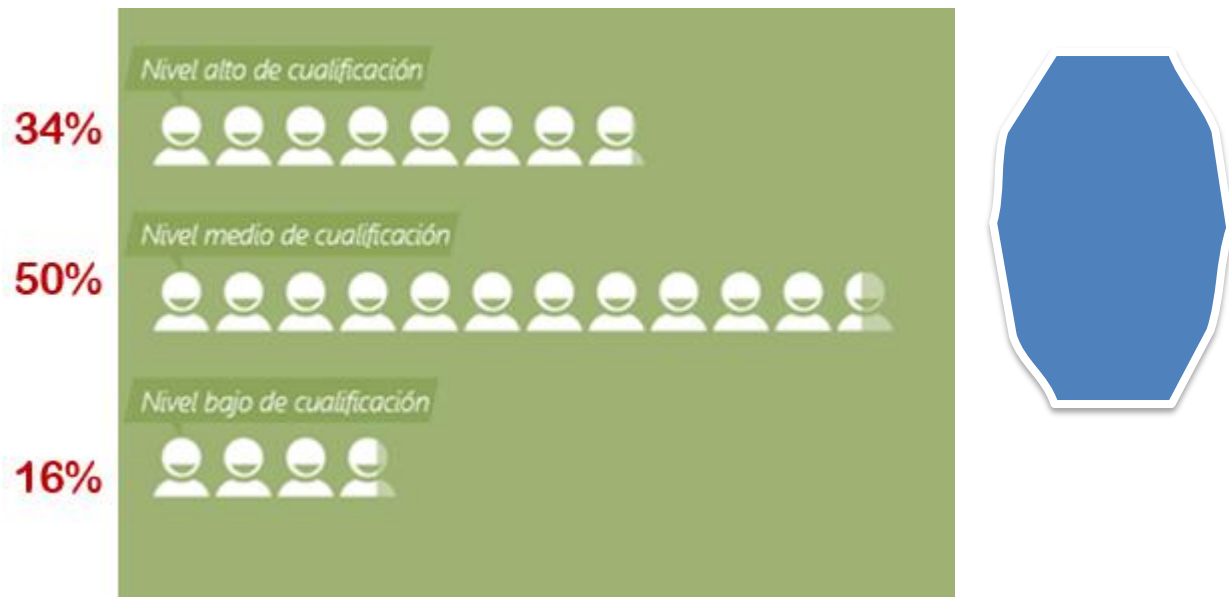 Nivel alto de cualificación
34%
Nivel medio de cualificación
50%
Nivel bajo de cualificación
16%